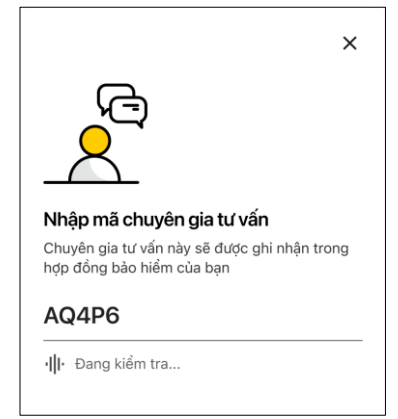 Nhập mã chuyên gia tư vấn
Chuyên gia tư vấn này sẽ được ghi nhận trong
hợp đồng bảo hiểm của bạn
AQ4P6
Đang kiểm tra...